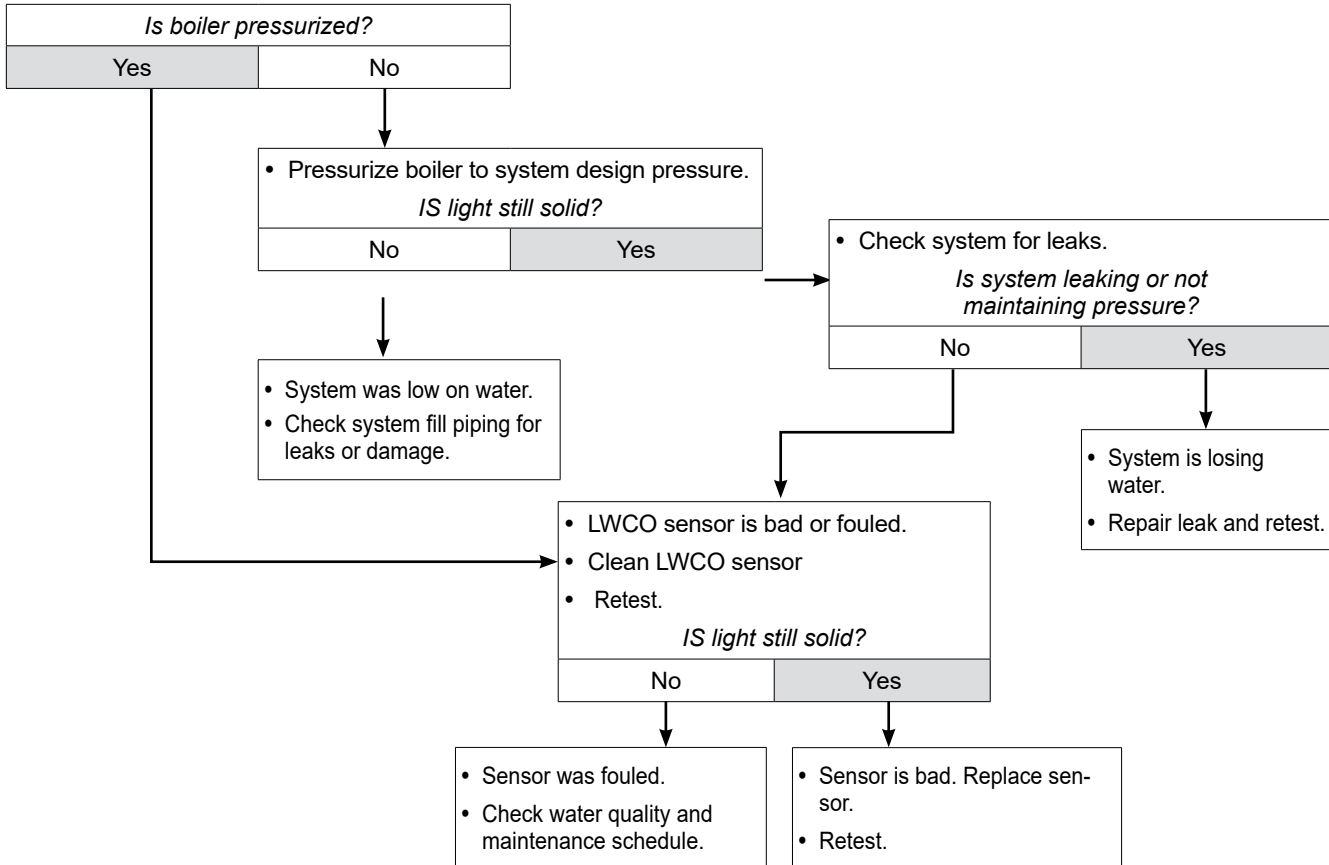 Is boiler pressurized?
Yes
No
• Pressurize boiler to system design pressure.
IS light still solid?
No
Yes
• Check system for leaks.
Is system leaking or not
maintaining pressure?
No
Yes
• System was low on water.
• Check system fill piping for
leaks or damage.
• System is losing
water.
• Repair leak and retest.
• LWCO sensor is bad or fouled.
• Clean LWCO sensor
• Retest.
IS light still solid?
No
Yes
• Sensor was fouled.
• Check water quality and
maintenance schedule.
• Sensor is bad. Replace sen-
sor.
• Retest.